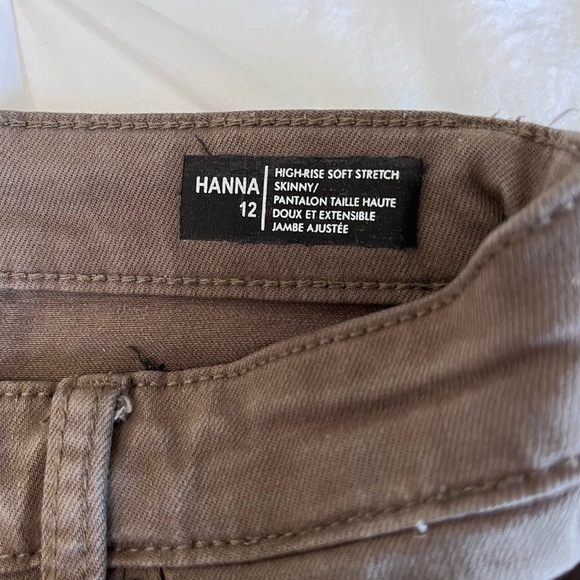 HANNA
12
HIGH-RISE SOFT STRETCH
SKINNY/
PANTALON TAILLE HAUTE
DOUX ET EXTENSIBLE
JAMBE AJUSTÉE